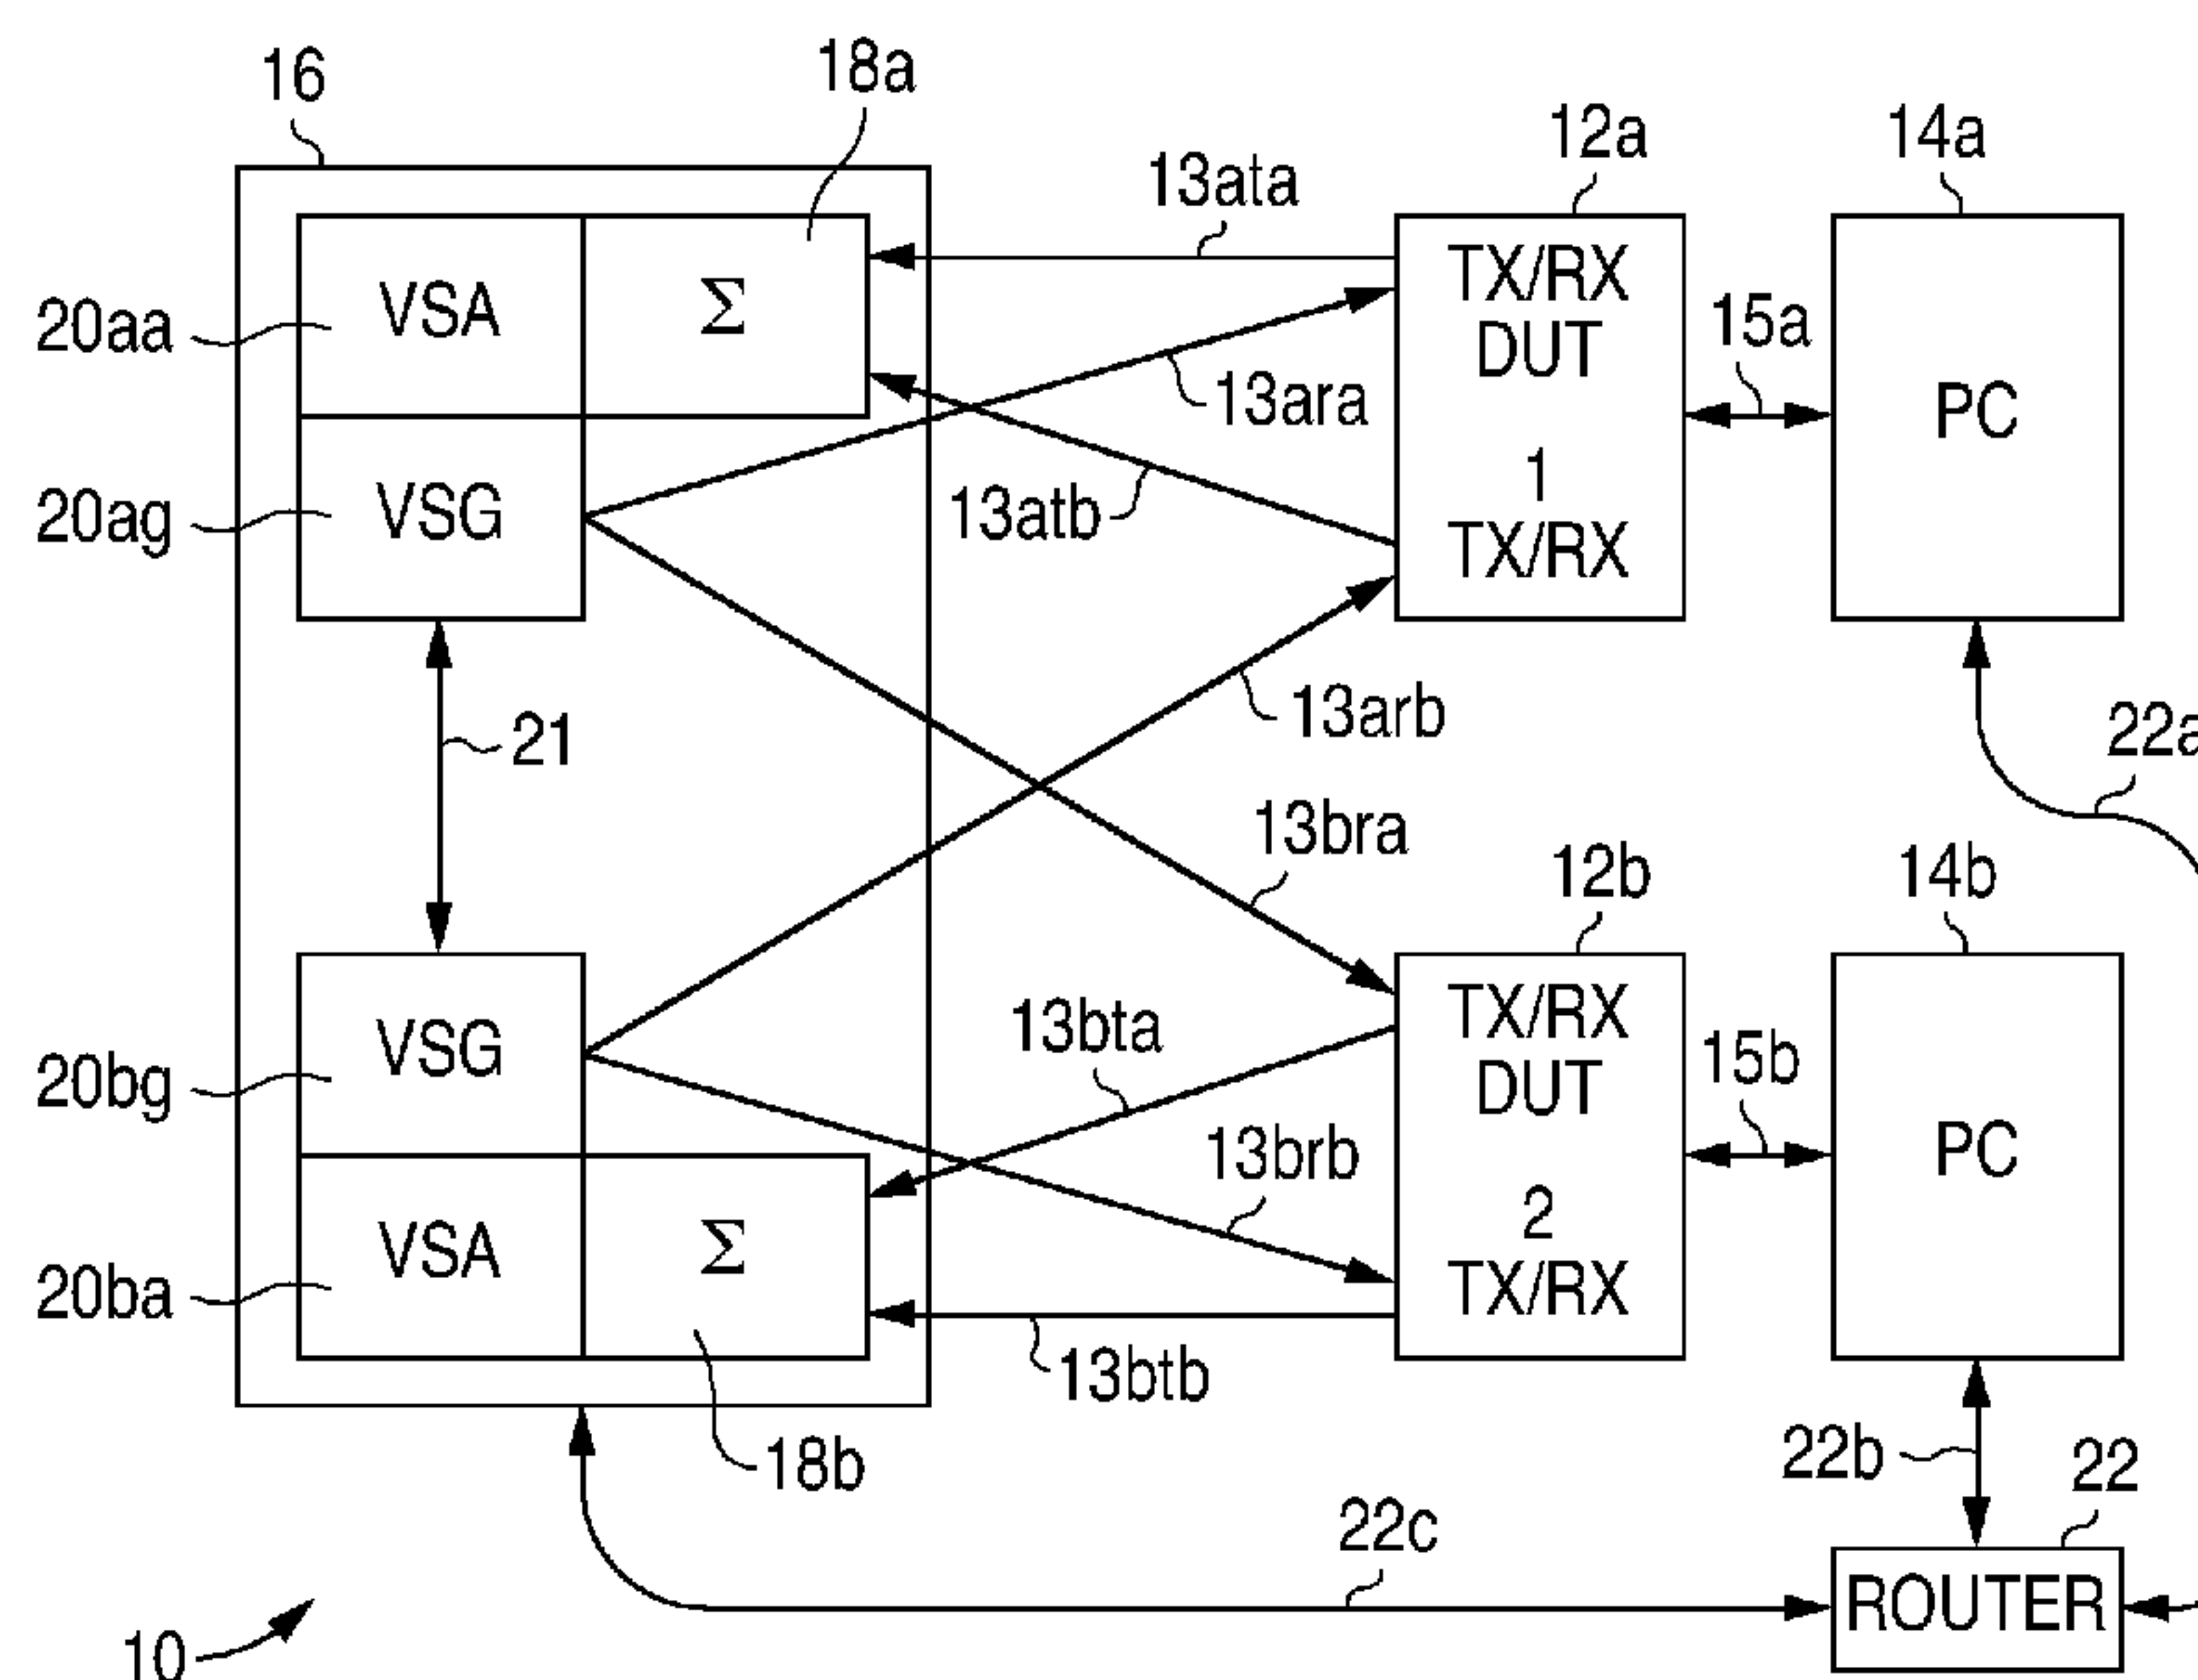 16
18a
12a
14a
13ata
VSA
Σ
TX/RX
DUT
1
TX/RX
15a
PC
20aa
13ara
20ag
VSG
13atb
21
13arb
22a
13bra
12b
14b
VSG
13bta
TX/RX
DUT
2
TX/RX
15b
PC
20bg
13brb
20ba
VSA
Σ
13btb
18b
22b
22
22c
ROUTER
10